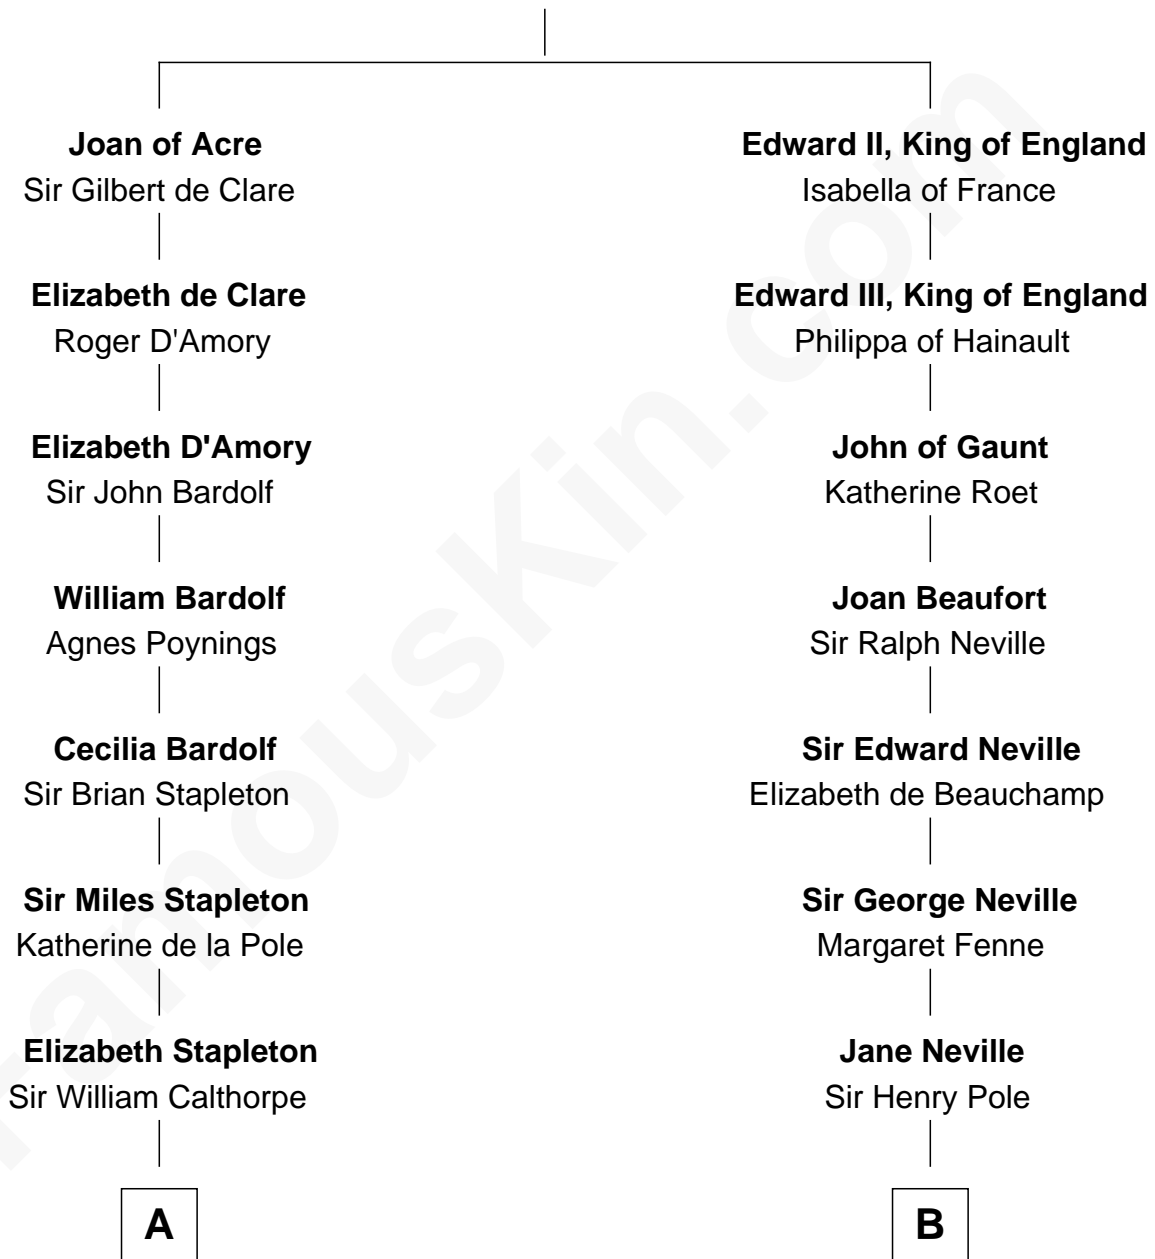 Joan of Acre
Sir Gilbert de Clare
Elizabeth de Clare
Roger D'Amory
Elizabeth D'Amory
Sir John Bardolf
William Bardolf
Agnes Poynings
Cecilia Bardolf
Sir Brian Stapleton
Sir Miles Stapleton
Katherine de la Pole
Elizabeth Stapleton
Sir William Calthorpe
A
Edward II, King of England
Isabella of France
Edward III, King of England
Philippa of Hainault
John of Gaunt
Katherine Roet
Joan Beaufort
Sir Ralph Neville
Sir Edward Neville
Elizabeth de Beauchamp
Sir George Neville
Margaret Fenne
Jane Neville
Sir Henry Pole
B
FamousKin.com